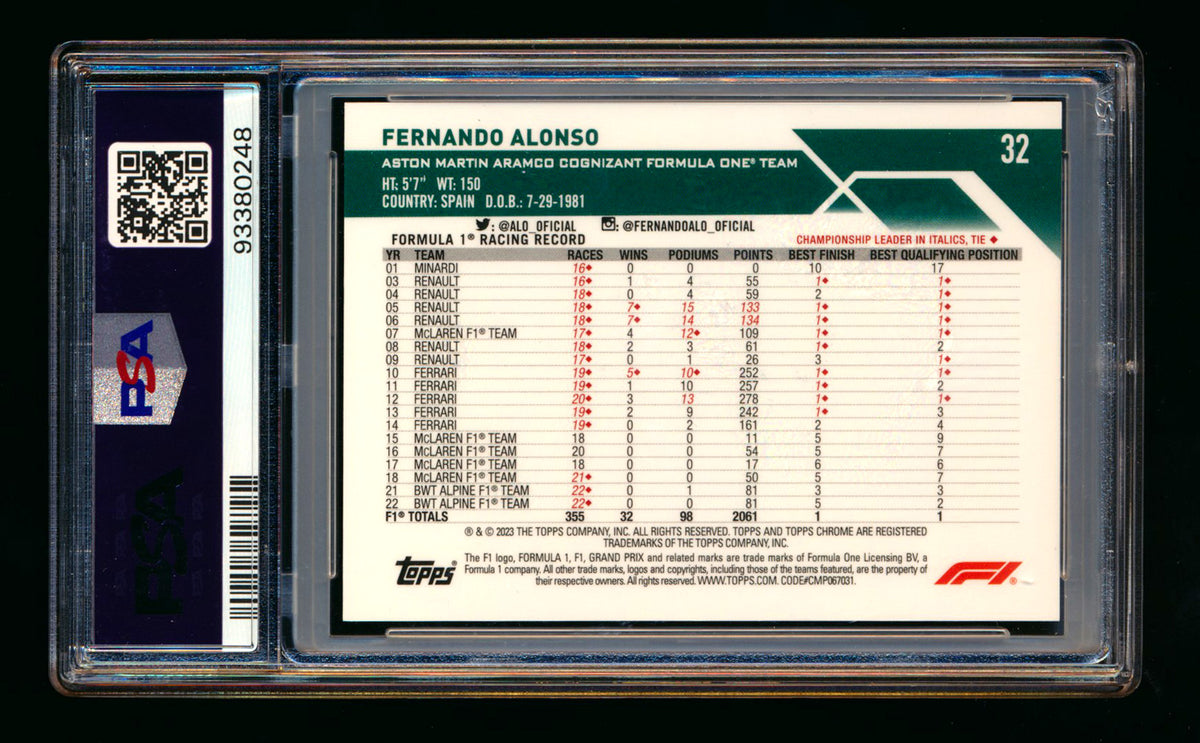 93380248
PSA
PSA
FERNANDO ALONSO
32
ASTON MARTIN ARAMCO COGNIZANT FORMULA ONE® TEAM
HT: 5'7" WT: 150
COUNTRY: SPAIN D.O.B.: 7-29-1981
: @ALO_OFICIAL : @FERNANDOALO_OFICIAL
FORMULA 1® RACING RECORD CHAMPIONSHIP LEADER IN ITALICS, TIE ♦
YR TEAM RACES WINS PODIUMS POINTS BEST FINISH BEST QUALIFYING POSITION
01 MINARDI 16♦ 0 0 0 10 17
03 RENAULT 16♦ 1 4 55 1♦ 1♦
04 RENAULT 18♦ 0 4 59 2 1♦
05 RENAULT 18♦ 7♦ 15 133 1♦ 1♦
06 RENAULT 18♦ 7♦ 14 134 1♦ 1♦
07 McLAREN F1® TEAM 17♦ 4 12♦ 109 1♦ 1♦
08 RENAULT 18♦ 2 3 61 1♦ 2
09 RENAULT 17♦ 0 1 26 3 1♦
10 FERRARI 19♦ 5♦ 10♦ 252 1♦ 1♦
11 FERRARI 19♦ 1 10 257 1♦ 2
12 FERRARI 20♦ 3 13 278 1♦ 1♦
13 FERRARI 19♦ 2 9 242 1♦ 3
14 FERRARI 19♦ 0 2 161 2 4
15 McLAREN F1® TEAM 18 0 0 11 5 9
16 McLAREN F1® TEAM 20 0 0 54 5 7
17 McLAREN F1® TEAM 18 0 0 17 6 6
18 McLAREN F1® TEAM 21♦ 0 0 50 5 7
21 BWT ALPINE F1® TEAM 22♦ 0 1 81 3 3
22 BWT ALPINE F1® TEAM 22♦ 0 0 81 5 2
F1® TOTALS 355 32 98 2061 1 1
® & © 2023 THE TOPPS COMPANY, INC. ALL RIGHTS RESERVED. TOPPS AND TOPPS CHROME ARE REGISTERED
TRADEMARKS OF THE TOPPS COMPANY, INC.
The F1 logo, FORMULA 1, F1, GRAND PRIX and related marks are trade marks of Formula One Licensing BV, a
Formula 1 company. All other trade marks, logos and copyrights, including those of the teams featured, are the property of
their respective owners. All rights reserved. WWW.TOPPS.COM. CODE#CMP067031.
topps®
F1®